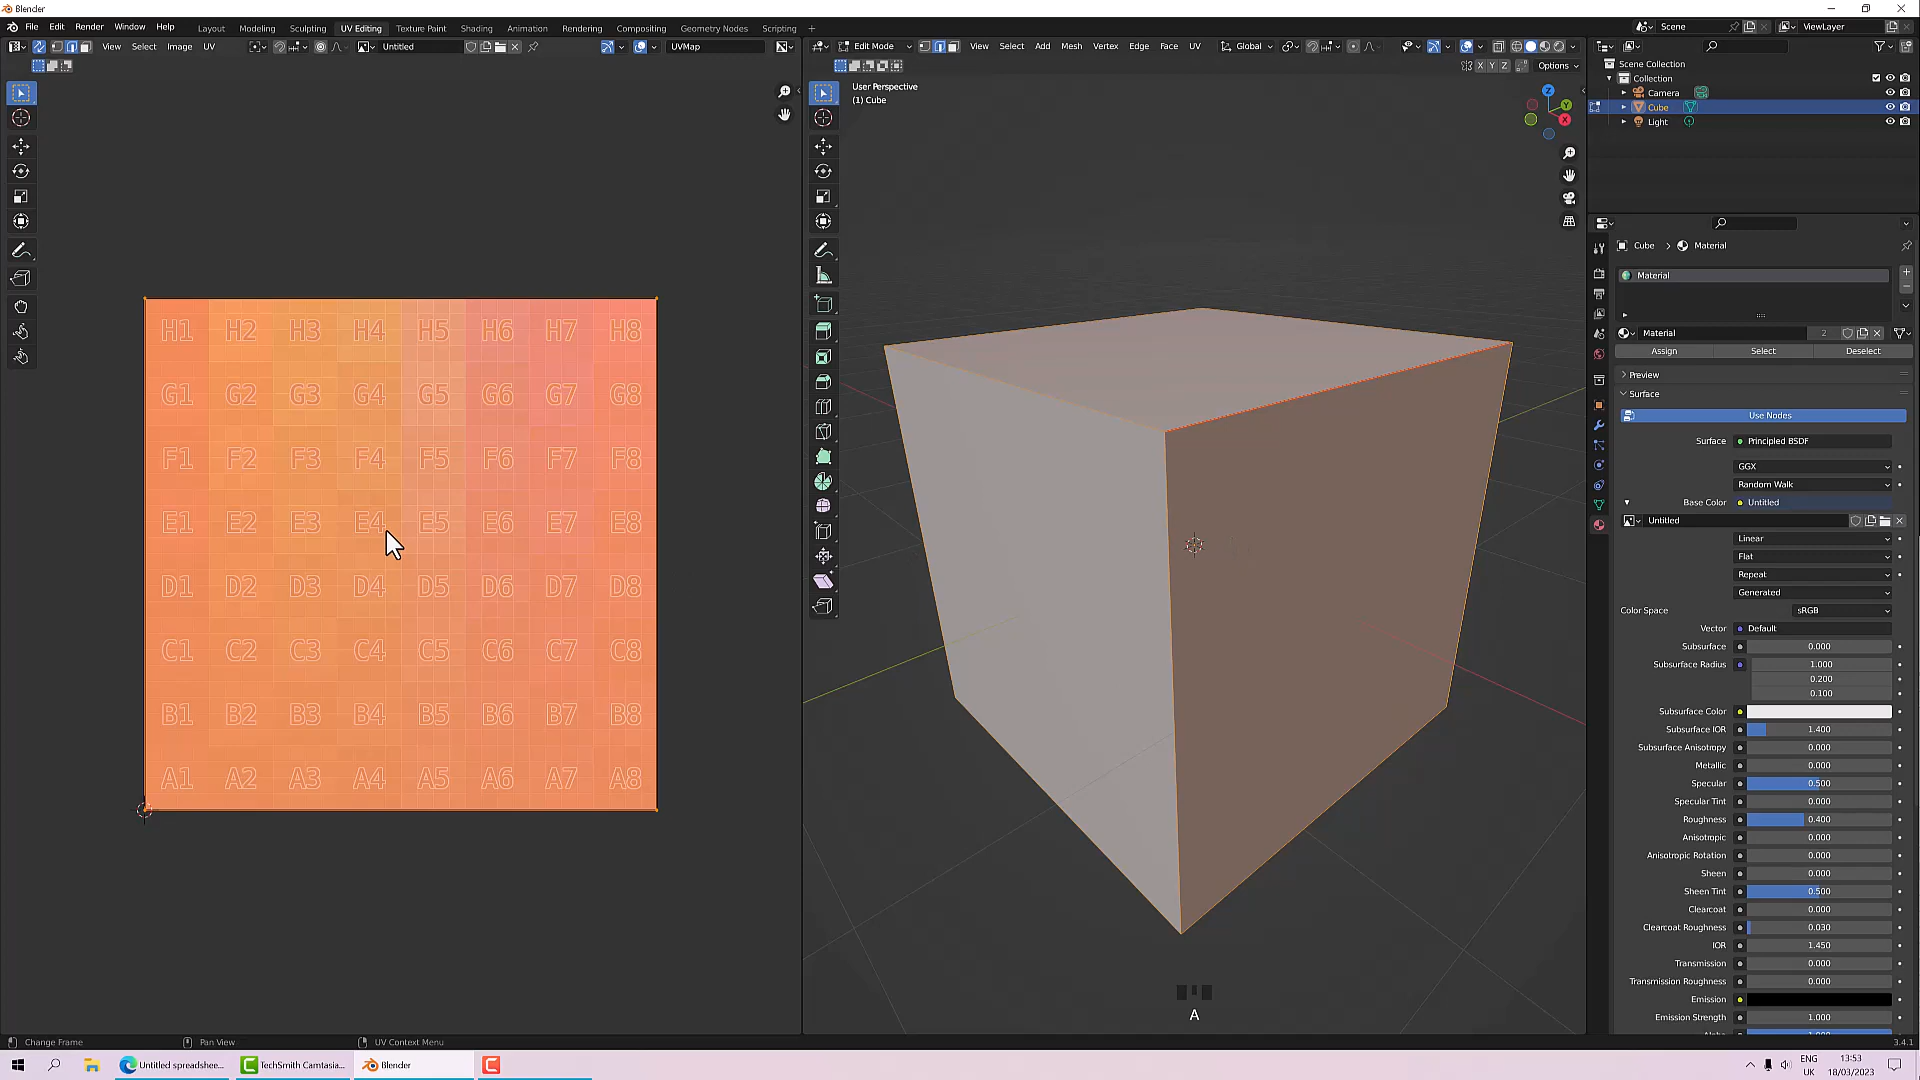 Blender
File Edit Render Window Help
Layout Modeling Sculpting UV Editing Texture Paint Shading Animation Rendering Compositing Geometry Nodes Scripting +
Scene
ViewLayer
View Select Image UV
Untitled
UVMap
Edit Mode
View Select Add Mesh Vertex Edge Face UV
Global
X Y Z
Options
User Perspective
(1) Cube
Z
Y
X
Scene Collection
Collection
Camera
Cube
Light
Cube > Material
Material
Material 2
Assign Select Deselect
Preview
Surface
Use Nodes
Surface Principled BSDF
GGX
Random Walk
Base Color Untitled
Untitled
Linear
Flat
Repeat
Generated
Color Space sRGB
Vector Default
Subsurface 0.000
Subsurface Radius 1.000
0.200
0.100
Subsurface Color
Subsurface IOR 1.400
Subsurface Anisotropy 0.000
Metallic 0.000
Specular 0.500
Specular Tint 0.000
Roughness 0.400
Anisotropic 0.000
Anisotropic Rotation 0.000
Sheen 0.000
Sheen Tint 0.500
Clearcoat 0.000
Clearcoat Roughness 0.030
IOR 1.450
Transmission 0.000
Transmission Roughness 0.000
Emission
Emission Strength 1.000
H1 H2 H3 H4 H5 H6 H7 H8
G1 G2 G3 G4 G5 G6 G7 G8
F1 F2 F3 F4 F5 F6 F7 F8
E1 E2 E3 E4 E5 E6 E7 E8
D1 D2 D3 D4 D5 D6 D7 D8
C1 C2 C3 C4 C5 C6 C7 C8
B1 B2 B3 B4 B5 B6 B7 B8
A1 A2 A3 A4 A5 A6 A7 A8
A
Change Frame
Pan View
UV Context Menu
3.4.1
Untitled spreadshee...
TechSmith Camtasia...
Blender
ENG
UK
13:53
18/03/2023